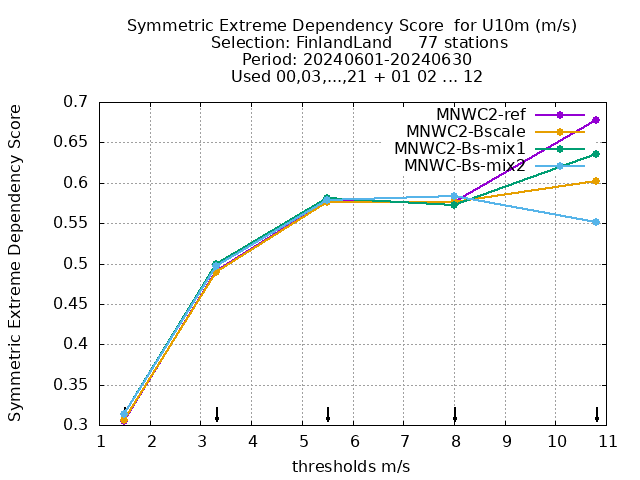 Symmetric Extreme Dependency Score  for U10m (m/s)
Selection: FinlandLand     77 stations
Period: 20240601-20240630
Used 00,03,...,21 + 01 02 ... 12
Symmetric Extreme Dependency Score
0.7
0.65
0.6
0.55
0.5
0.45
0.4
0.35
0.3
MNWC2-ref
MNWC2-Bscale
MNWC2-Bs-mix1
MNWC-Bs-mix2
1 2 3 4 5 6 7 8 9 10 11
thresholds m/s